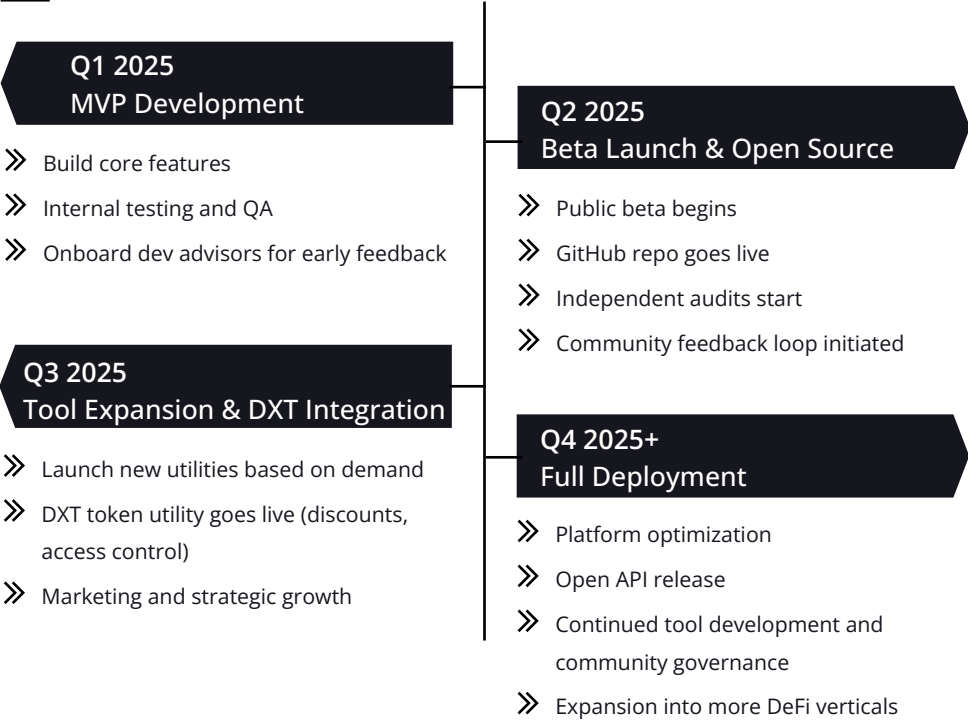 Q1 2025
MVP Development
Build core features
Internal testing and QA
Onboard dev advisors for early feedback
Q2 2025
Beta Launch & Open Source
Public beta begins
GitHub repo goes live
Independent audits start
Community feedback loop initiated
Q3 2025
Tool Expansion & DXT Integration
Launch new utilities based on demand
DXT token utility goes live (discounts,
access control)
Marketing and strategic growth
Q4 2025+
Full Deployment
Platform optimization
Open API release
Continued tool development and
community governance
Expansion into more DeFi verticals